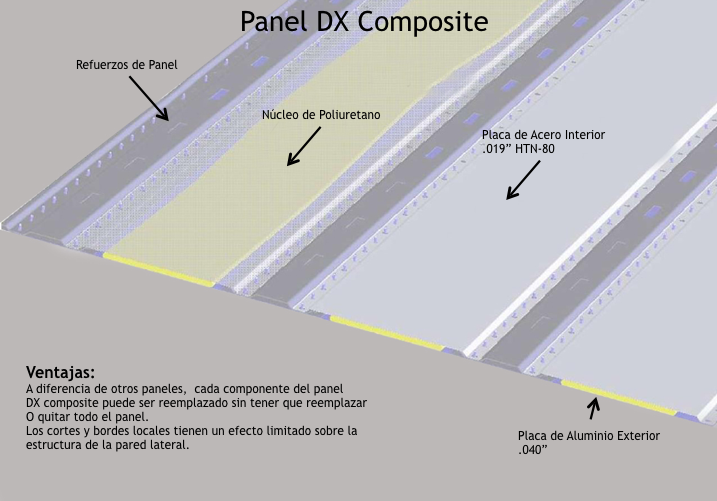 Panel DX Composite
Refuerzos de Panel
Núcleo de Poliuretano
Placa de Acero Interior
.019” HTN-80
Ventajas:
A diferencia de otros paneles,  cada componente del panel
DX composite puede ser reemplazado sin tener que reemplazar
O quitar todo el panel.
Los cortes y bordes locales tienen un efecto limitado sobre la
estructura de la pared lateral.
Placa de Aluminio Exterior
.040”